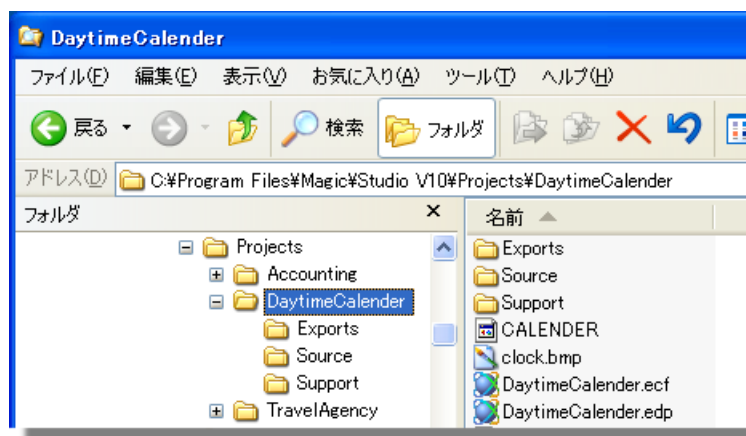 DaytimeCalender
ファイル(F) 編集(E) 表示(V) お気に入り(A) ツール(T) ヘルプ(H)
戻る 検索 フォルダ
アドレス(D) C:¥Program Files¥Magic¥Studio V10¥Projects¥DaytimeCalender
フォルダ × 名前
Projects
Accounting
DaytimeCalender
Exports
Source
Support
TravelAgency
Exports
Source
Support
CALENDER
clock.bmp
DaytimeCalender.ecf
DaytimeCalender.edp